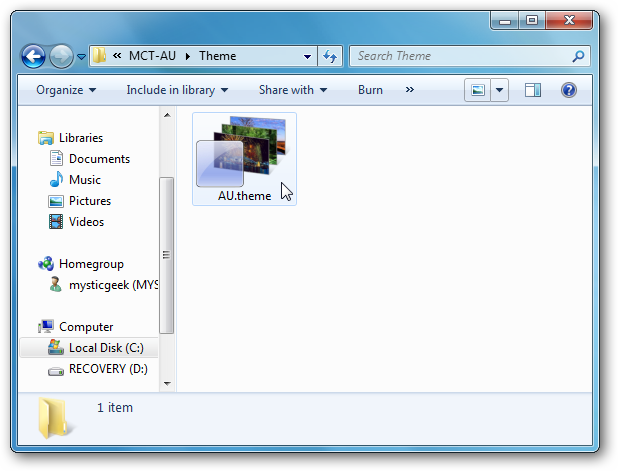 « MCT-AU Theme
Search Theme
Organize Include in library Share with Burn »
Libraries
Documents
Music
Pictures
Videos
Homegroup
mysticgeek (MYS
Computer
Local Disk (C:)
RECOVERY (D:)
AU.theme
1 item